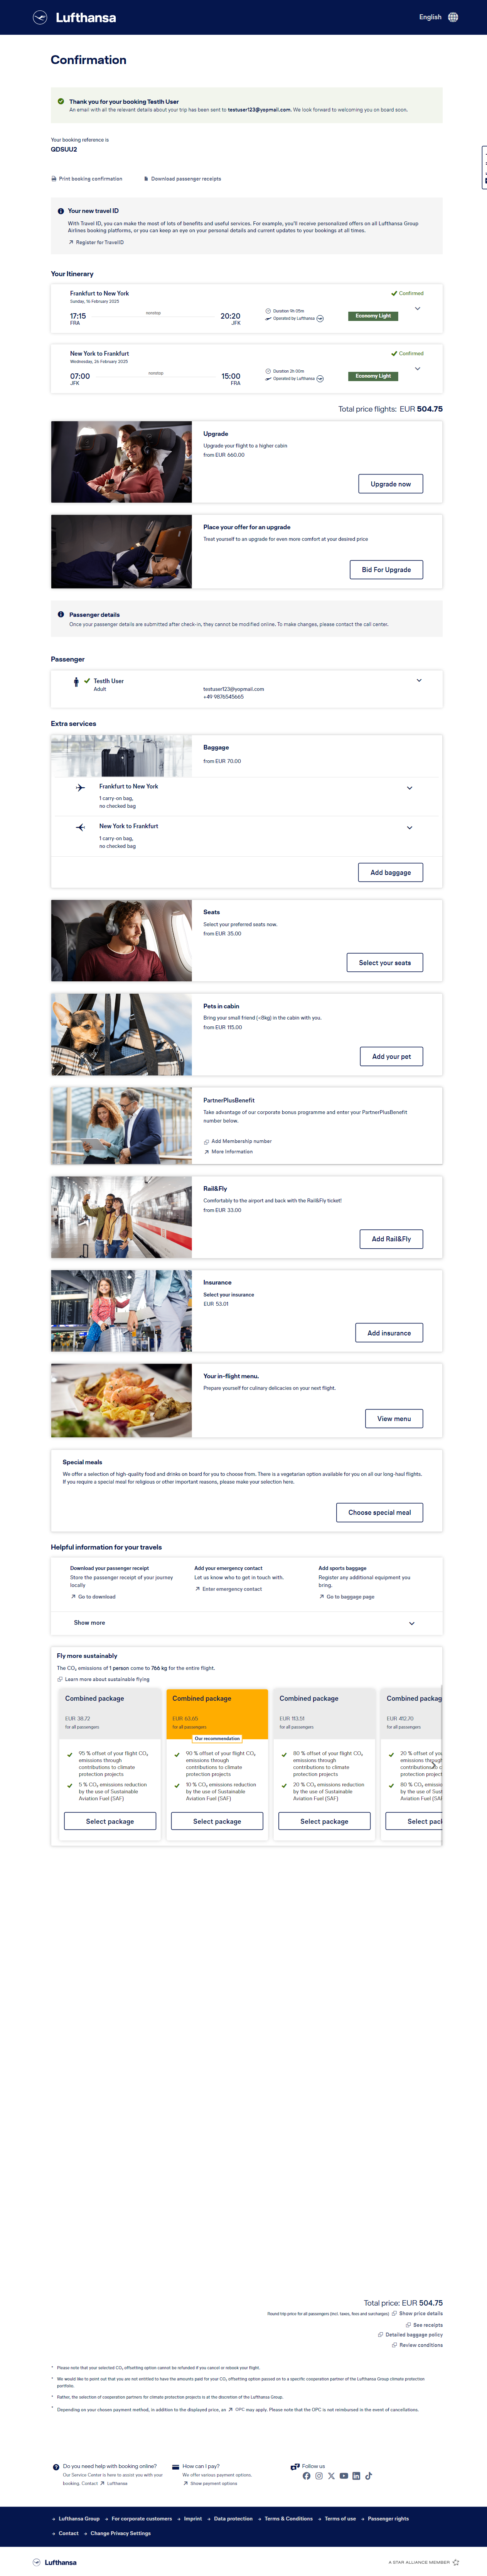 Lufthansa
English
Confirmation
Thank you for your booking Testlh User
An email with all the relevant details about your trip has been sent to testuser123@yopmail.com. We look forward to welcoming you on board soon.
Your booking reference is
QDSUU2
Print booking confirmation
Download passenger receipts
Your new travel ID
With Travel ID, you can make the most of lots of benefits and useful services. For example, you'll receive personalized offers on all Lufthansa Group
Airlines booking platforms, or you can keep an eye on your personal details and current updates to your bookings at all times.
Register for TravelID
Your Itinerary
Frankfurt to New York
Confirmed
Sunday, 16 February 2025
17:15
nonstop
20:20
Duration 9h 05m
FRA
JFK
Operated by Lufthansa
Economy Light
New York to Frankfurt
Confirmed
Wednesday, 26 February 2025
07:00
nonstop
15:00
Duration 2h 00m
JFK
FRA
Operated by Lufthansa
Economy Light
Total price flights: EUR 504.75
Upgrade
Upgrade your flight to a higher cabin
from EUR 660.00
Upgrade now
Place your offer for an upgrade
Treat yourself to an upgrade for even more comfort at your desired price
Bid For Upgrade
Passenger details
Once your passenger details are submitted after check-in, they cannot be modified online. To make changes, please contact the call center.
Passenger
Testlh User
Adult
testuser123@yopmail.com
+49 9876545665
Extra services
Baggage
from EUR 70.00
Frankfurt to New York
1 carry-on bag,
no checked bag
New York to Frankfurt
1 carry-on bag,
no checked bag
Add baggage
Seats
Select your preferred seats now.
from EUR 35.00
Select your seats
Pets in cabin
Bring your small friend (<8kg) in the cabin with you.
from EUR 115.00
Add your pet
PartnerPlusBenefit
Take advantage of our corporate bonus programme and enter your PartnerPlusBenefit
number below.
Add Membership number
More Information
Rail&Fly
Comfortably to the airport and back with the Rail&Fly ticket!
from EUR 33.00
Add Rail&Fly
Insurance
Select your insurance
EUR 53.01
Add insurance
Your in-flight menu.
Prepare yourself for culinary delicacies on your next flight.
View menu
Special meals
We offer a selection of high-quality food and drinks on board for you to choose from. There is a vegetarian option available for you on all our long-haul flights.
If you require a special meal for religious or other important reasons, please make your selection here.
Choose special meal
Helpful information for your travels
Download your passenger receipt
Store the passenger receipt of your journey
locally
Go to download
Add your emergency contact
Let us know who to get in touch with.
Enter emergency contact
Add sports baggage
Register any additional equipment you
bring.
Go to baggage page
Show more
Fly more sustainably
The CO₂ emissions of 1 person come to 766 kg for the entire flight.
Learn more about sustainable flying
Combined package
EUR 38.72
for all passengers
95 % offset of your flight CO₂
emissions through
contributions to climate
protection projects
5 % CO₂ emissions reduction
by the use of Sustainable
Aviation Fuel (SAF)
Select package
Combined package
EUR 63.65
for all passengers
Our recommendation
90 % offset of your flight CO₂
emissions through
contributions to climate
protection projects
10 % CO₂ emissions reduction
by the use of Sustainable
Aviation Fuel (SAF)
Select package
Combined package
EUR 113.51
for all passengers
80 % offset of your flight CO₂
emissions through
contributions to climate
protection projects
20 % CO₂ emissions reduction
by the use of Sustainable
Aviation Fuel (SAF)
Select package
Combined packag
EUR 412.70
for all passengers
20 % offset of yo
emissions throug
contributions c
protection projects
80 % CO₂ emissi
by the use of Sust
Aviation Fuel (SAF
Select pac
Total price: EUR 504.75
Round trip price for all passengers (incl. taxes, fees and surcharges)
Show price details
See receipts
Detailed baggage policy
Review conditions
* Please note that your selected CO₂ offsetting option cannot be refunded if you cancel or rebook your flight.
* We would like to point out that you are not entitled to have the amounts paid for your CO₂ offsetting option passed on to a specific cooperation partner of the Lufthansa Group climate protection
portfolio.
* Rather, the selection of cooperation partners for climate protection projects is at the discretion of the Lufthansa Group.
* Depending on your chosen payment method, in addition to the displayed price, an OPC may apply. Please note that the OPC is not reimbursed in the event of cancellations.
Do you need help with booking online?
Our Service Center is here to assist you with your
booking. Contact Lufthansa
How can I pay?
We offer various payment options.
Show payment options
Follow us
Lufthansa Group
For corporate customers
Imprint
Data protection
Terms & Conditions
Terms of use
Passenger rights
Contact
Change Privacy Settings
Lufthansa
A STAR ALLIANCE MEMBER